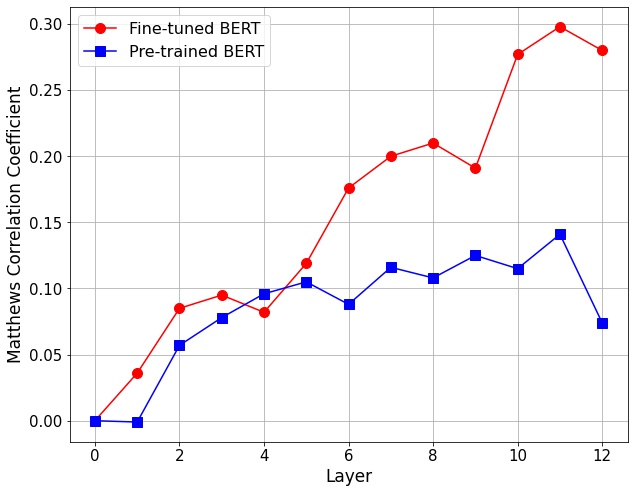 Fine-tuned BERT
Pre-trained BERT
0.30
0.25
0.20
0.15
0.10
0.05
0.00
Matthews Correlation Coefficient
0 2 4 6 8 10 12
Layer